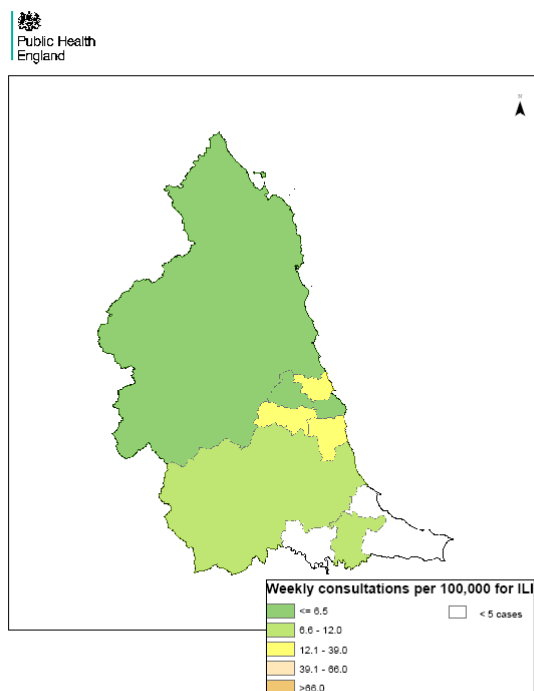 Public Health
England
N
Weekly consultations per 100,000 for ILI
<= 6.5
< 5 cases
6.6 - 12.0
12.1 - 39.0
39.1 - 66.0
>66.0